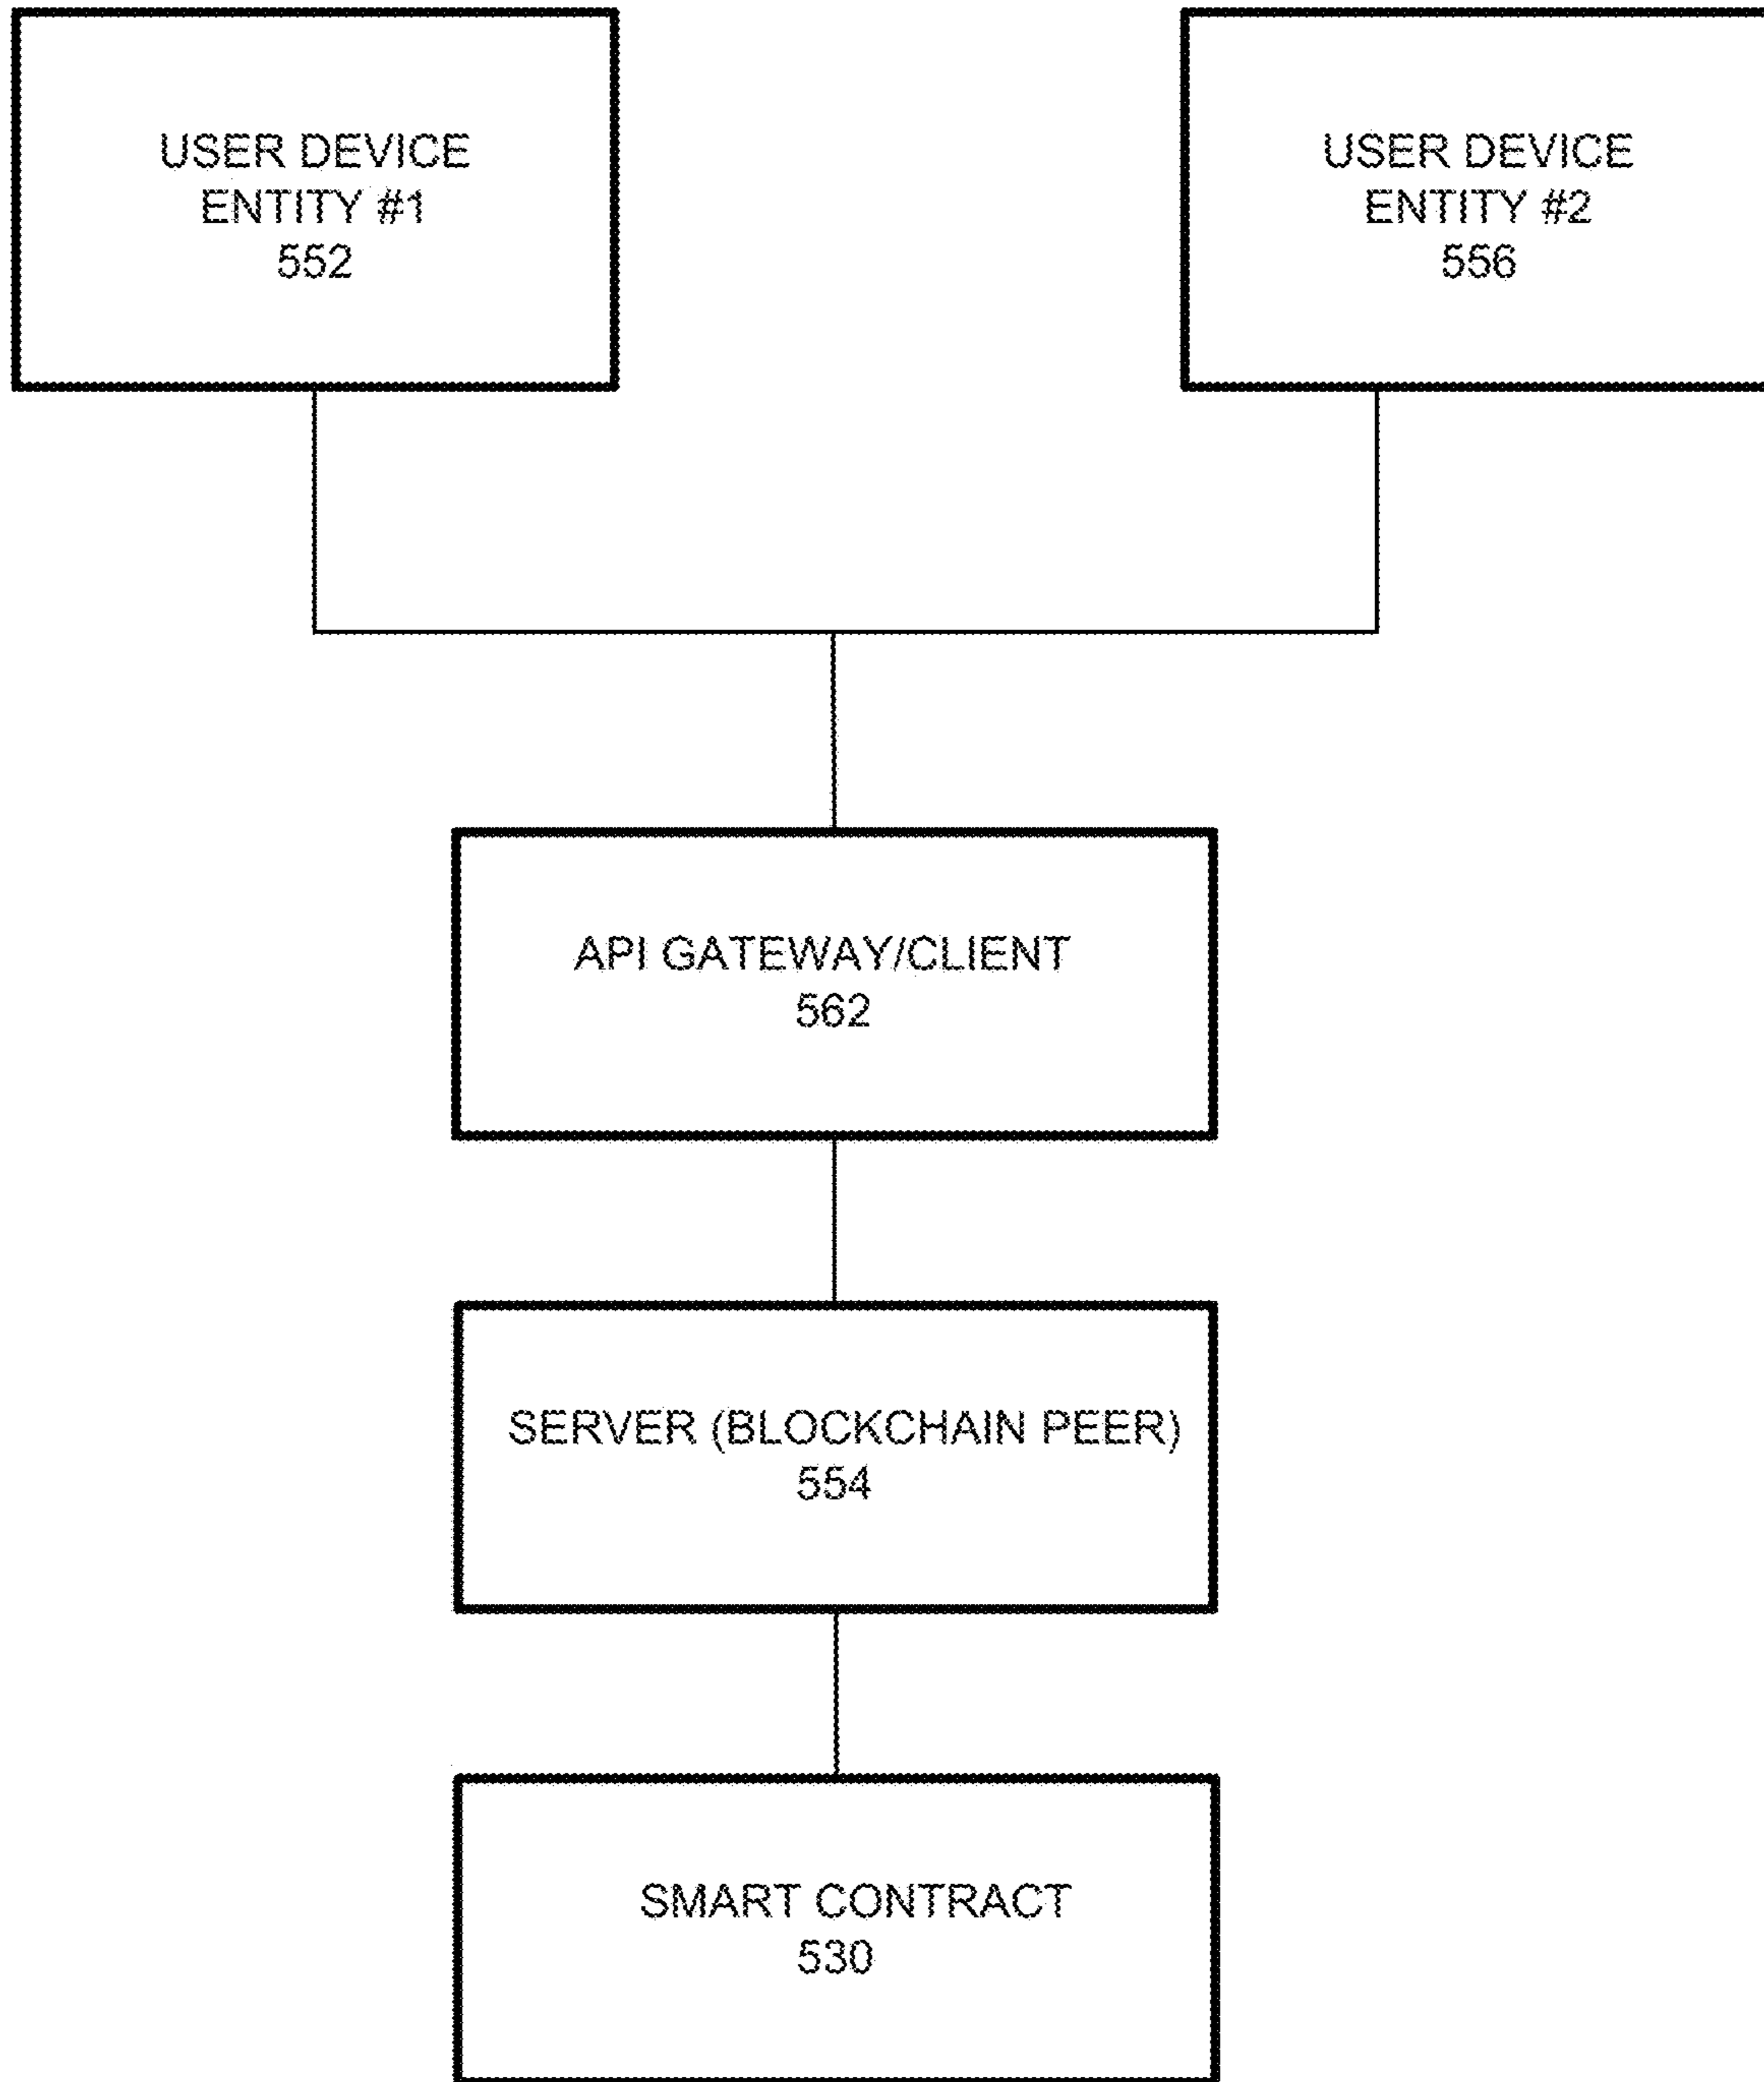 USER DEVICE
ENTITY #1
552
USER DEVICE
ENTITY #2
556
API GATEWAY/CLIENT
562
SERVER (BLOCKCHAIN PEER)
554
SMART CONTRACT
530